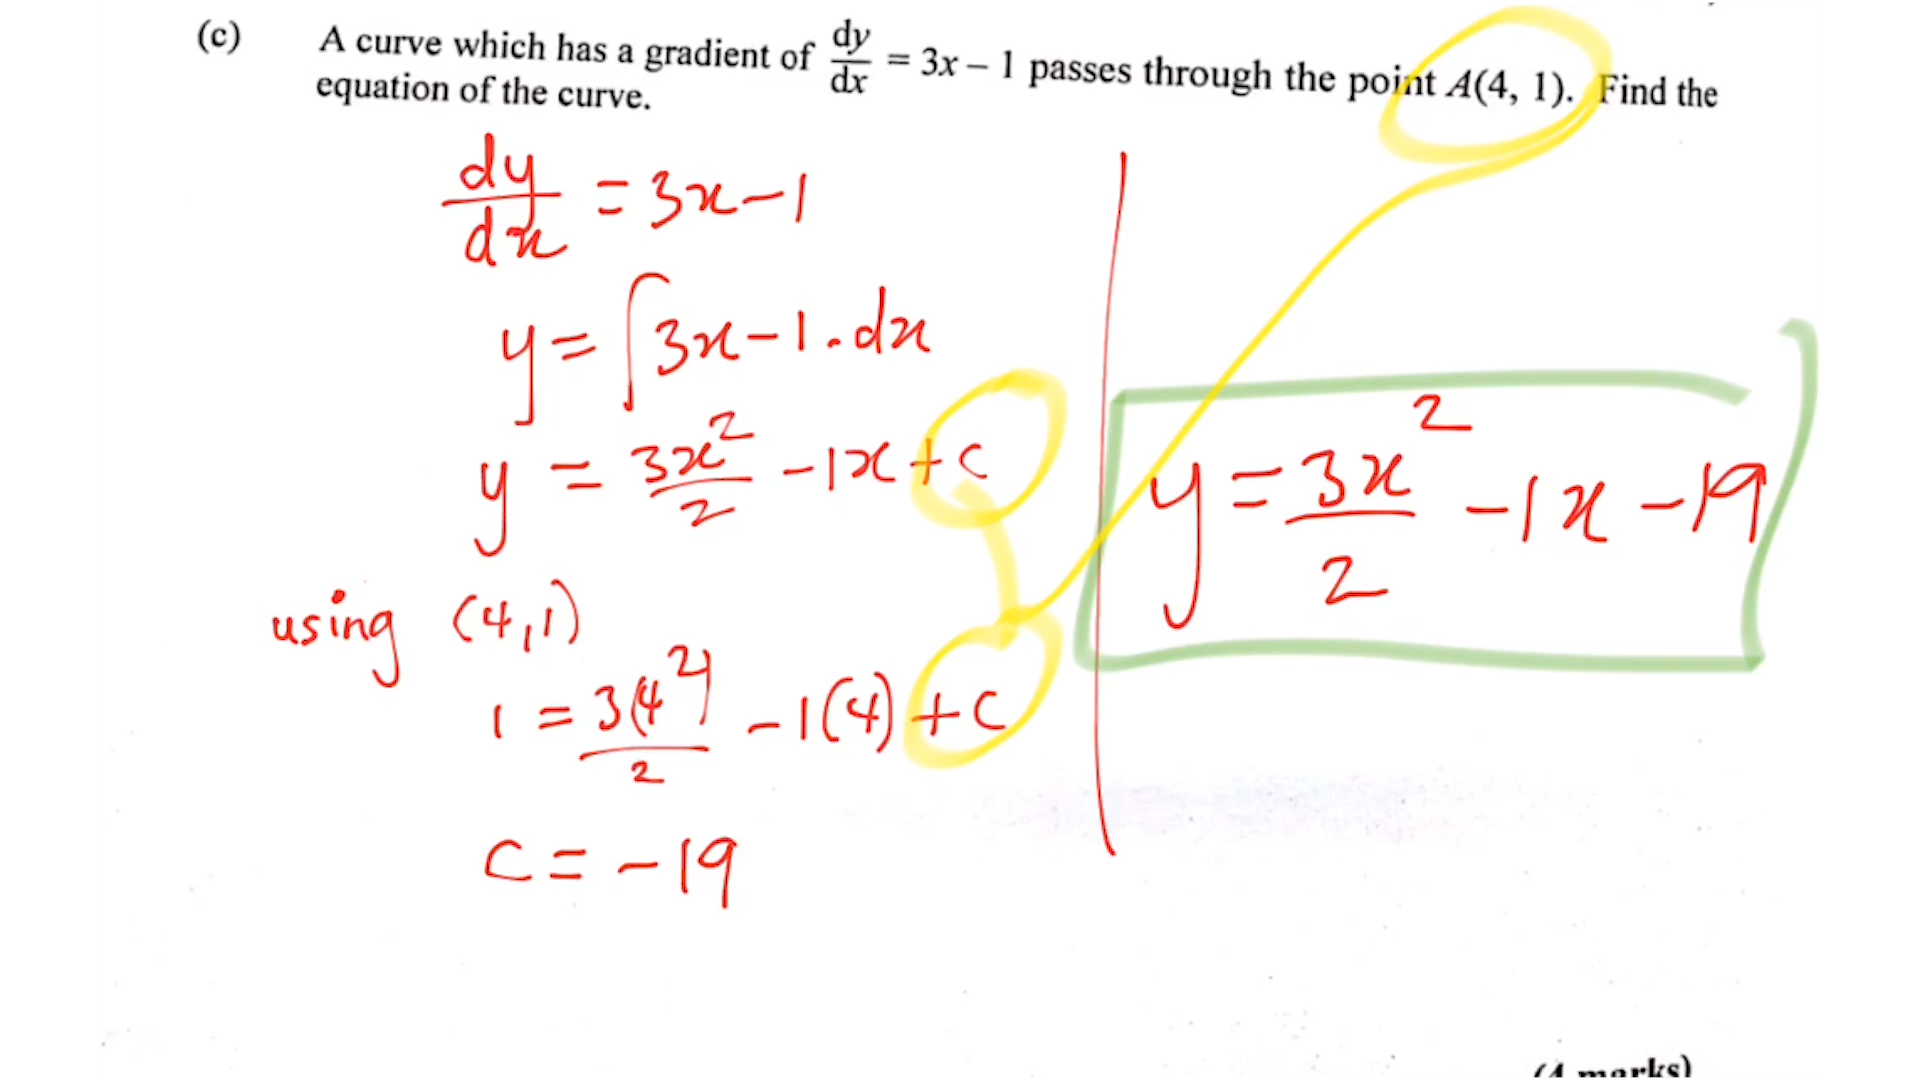 (c) A curve which has a gradient of dy/dx = 3x – 1 passes through the point A(4, 1). Find the
equation of the curve.
dy/dx = 3x-1
y = ∫3x-1.dx
y = 3x²/2 -1x+c
using (4,1)
1 = 3(4²)/2 -1(4)+c
c = -19
y = 3x²/2 -1x -19
(4 marks)